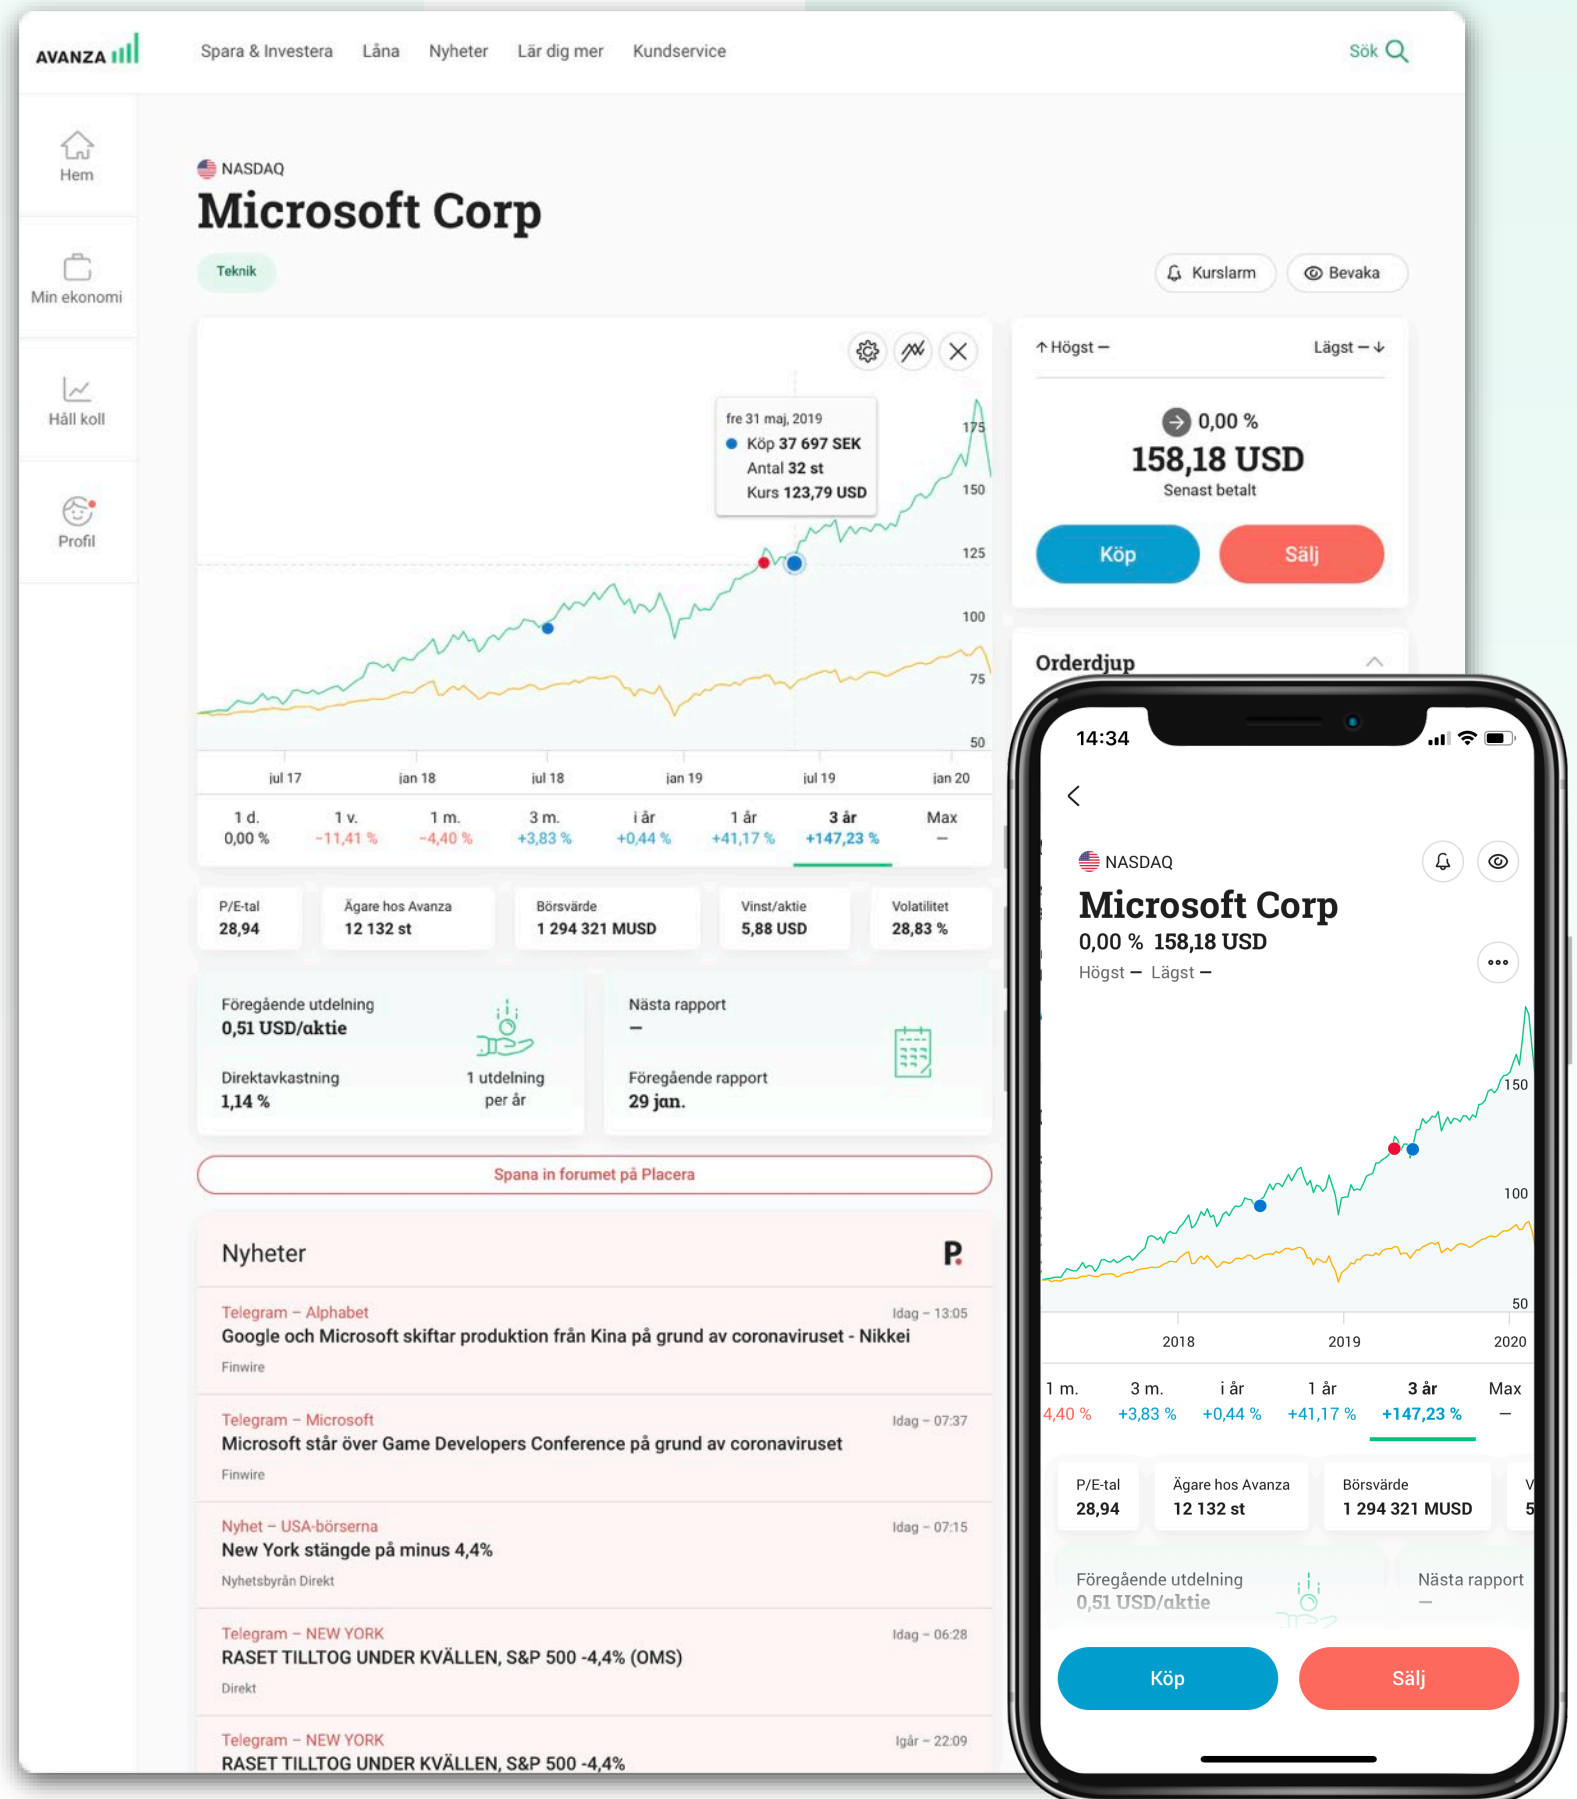 AVANZA
Spara & Investera Låna Nyheter Lär dig mer Kundservice
Sök
Hem
Min ekonomi
Håll koll
Profil
NASDAQ
Microsoft Corp
Teknik
Kurslarm
Bevaka
fre 31 maj, 2019
Köp 37 697 SEK
Antal 32 st
Kurs 123,79 USD
175
150
125
100
75
50
jul 17 jan 18 jul 18 jan 19 jul 19 jan 20
1 d. 1 v. 1 m. 3 m. i år 1 år 3 år Max
0,00 % −11,41 % −4,40 % +3,83 % +0,44 % +41,17 % +147,23 % –
Högst – Lägst –
0,00 %
158,18 USD
Senast betalt
Köp Sälj
Orderdjup
P/E-tal Ägare hos Avanza Börsvärde Vinst/aktie Volatilitet
28,94 12 132 st 1 294 321 MUSD 5,88 USD 28,83 %
Föregående utdelning
0,51 USD/aktie
Direktavkastning
1,14 %
1 utdelning
per år
Nästa rapport
–
Föregående rapport
29 jan.
Spana in forumet på Placera
Nyheter P.
Telegram – Alphabet Idag – 13:05
Google och Microsoft skiftar produktion från Kina på grund av coronaviruset - Nikkei
Finwire
Telegram – Microsoft Idag – 07:37
Microsoft står över Game Developers Conference på grund av coronaviruset
Finwire
Nyhet – USA-börserna Idag – 07:15
New York stängde på minus 4,4%
Nyhetsbyrån Direkt
Telegram – NEW YORK Idag – 06:28
RASET TILLTOG UNDER KVÄLLEN, S&P 500 -4,4% (OMS)
Direkt
Telegram – NEW YORK Igår – 22:09
RASET TILLTOG UNDER KVÄLLEN, S&P 500 -4,4%
14:34
NASDAQ
Microsoft Corp
0,00 % 158,18 USD
Högst – Lägst –
150
100
50
2018 2019 2020
1 m. 3 m. i år 1 år 3 år Max
4,40 % +3,83 % +0,44 % +41,17 % +147,23 % –
P/E-tal Ägare hos Avanza Börsvärde V
28,94 12 132 st 1 294 321 MUSD 5
Föregående utdelning Nästa rapport
0,51 USD/aktie –
Köp Sälj